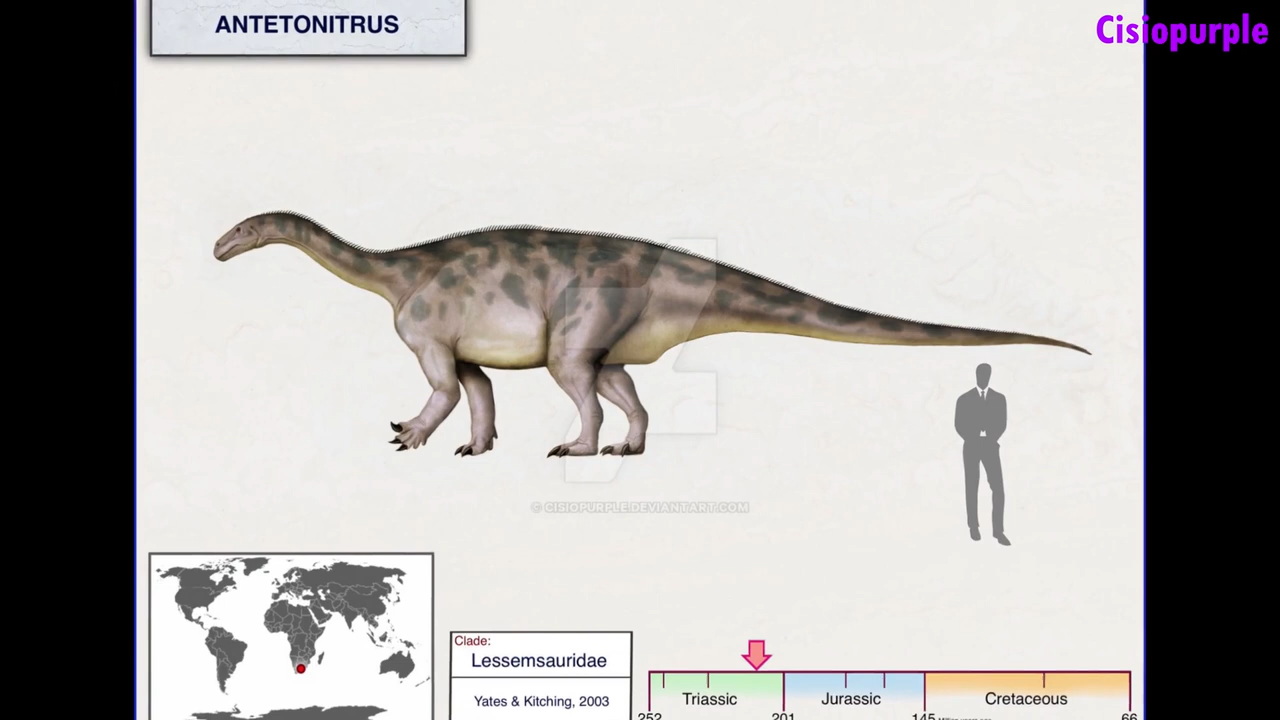 ANTETONITRUS
Cisiopurple
© CISIOPURPLE.DEVIANTART.COM
Clade:
Lessemsauridae
Yates & Kitching, 2003
Triassic
Jurassic
Cretaceous
252
201
145
66